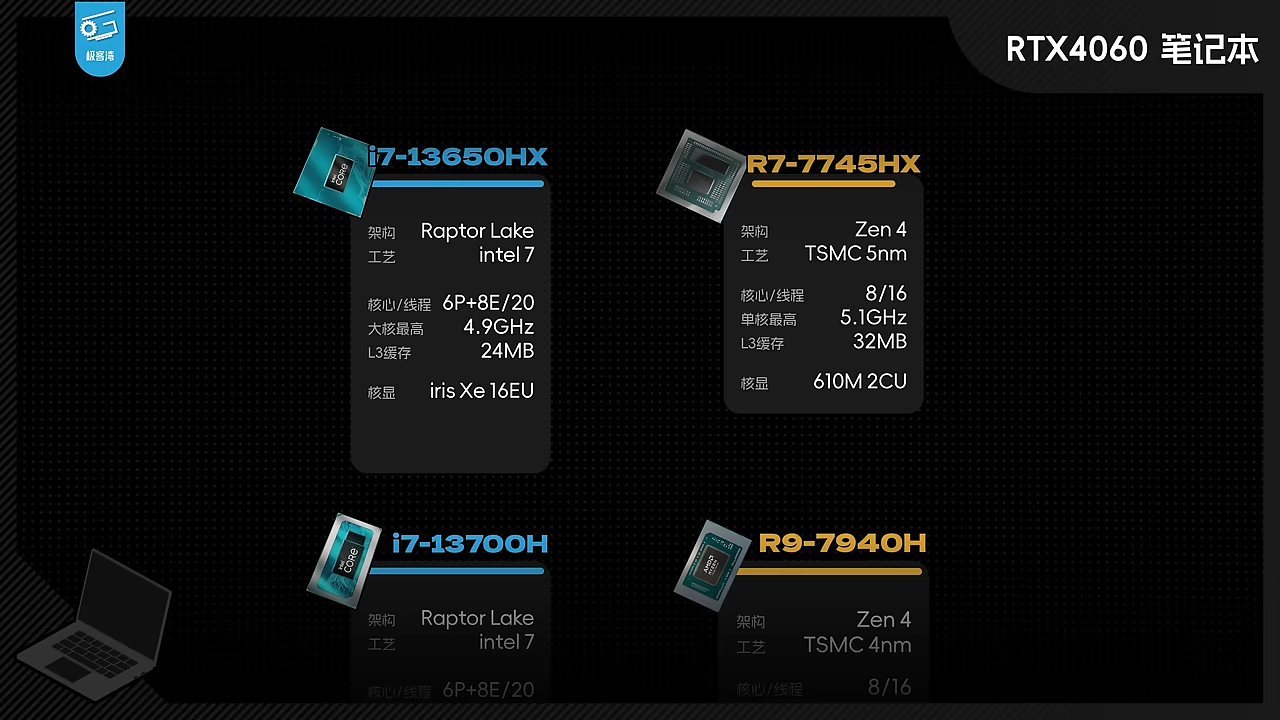 极客湾
RTX4060 笔记本
i7-13650HX
架构 Raptor Lake
工艺 intel 7
核心/线程 6P+8E/20
大核最高 4.9GHz
L3缓存 24MB
核显 iris Xe 16EU
R7-7745HX
架构 Zen 4
工艺 TSMC 5nm
核心/线程 8/16
单核最高 5.1GHz
L3缓存 32MB
核显 610M 2CU
i7-13700H
架构 Raptor Lake
工艺 intel 7
核心/线程 6P+8E/20
R9-7940H
架构 Zen 4
工艺 TSMC 4nm
核心/线程 8/16
intel
CORE
intel
CORE
AMD